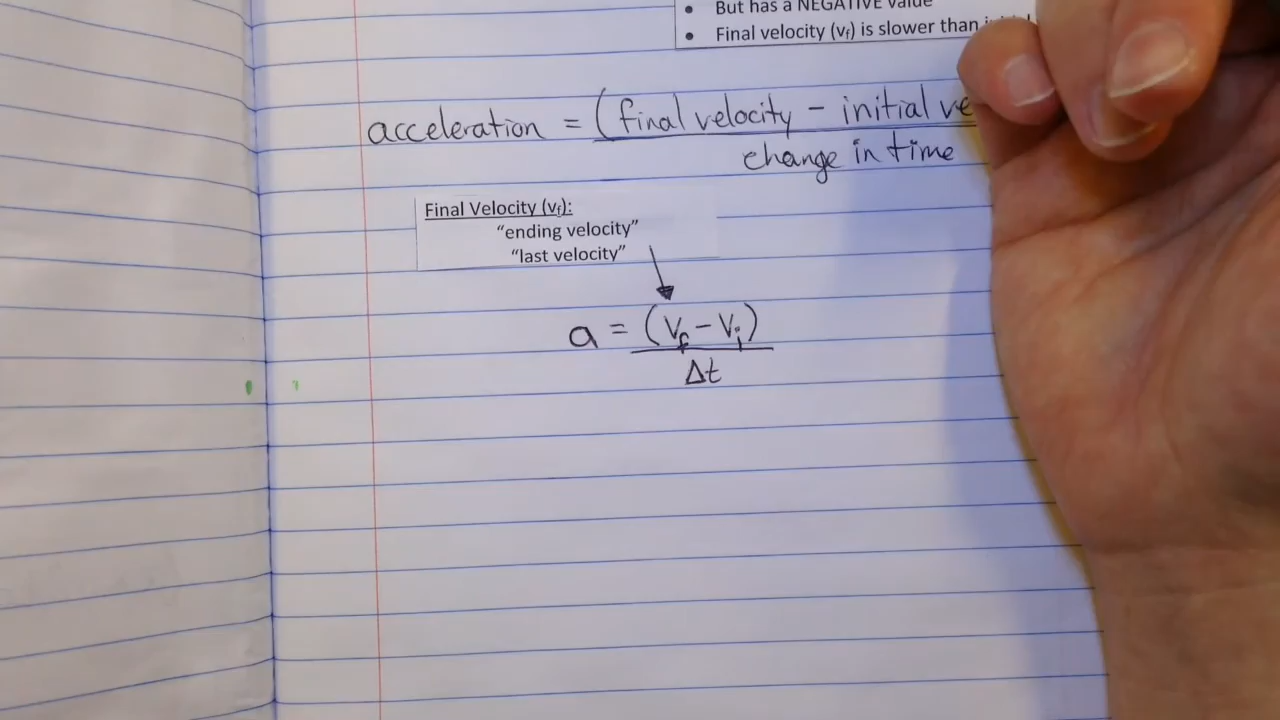 • But has a NEGATIVE value
• Final velocity (vf) is slower than
acceleration = (final velocity - initial
change in time
Final Velocity (vf):
"ending velocity"
"last velocity"
a = (vf - vi)
Δt